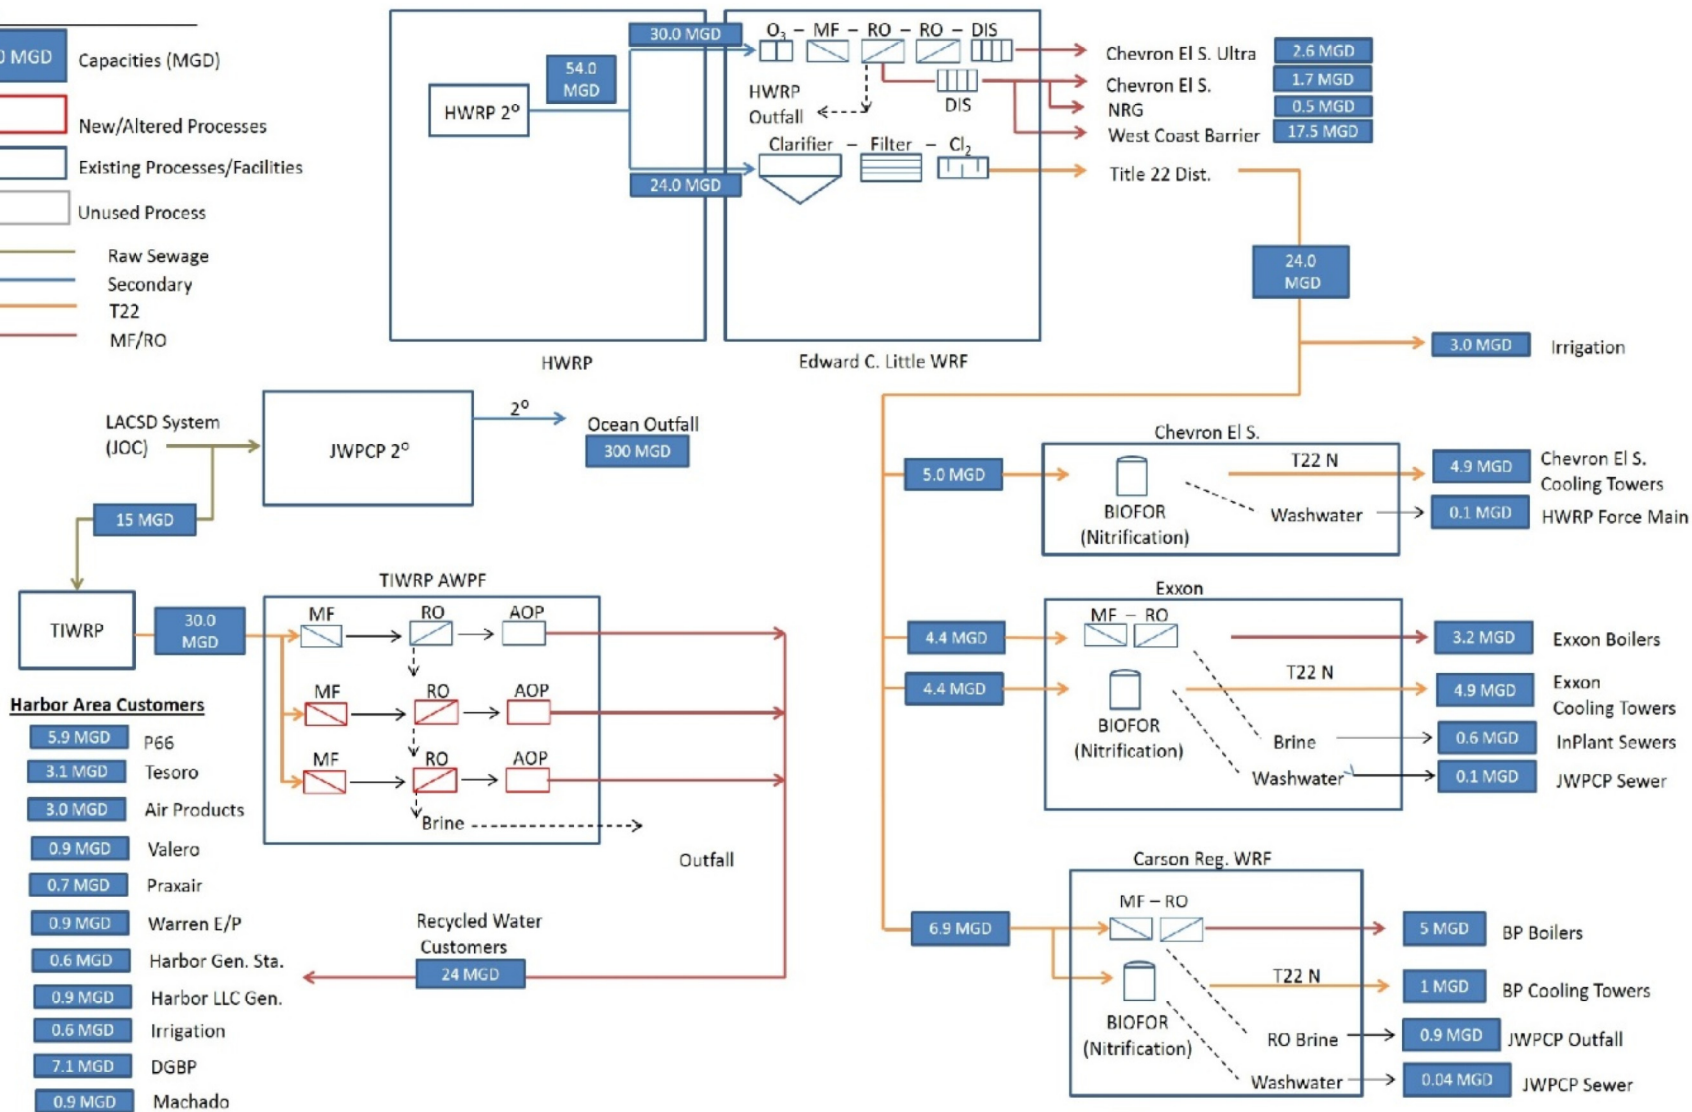 0 MGD
Capacities (MGD)
New/Altered Processes
Existing Processes/Facilities
Unused Process
Raw Sewage
Secondary
T22
MF/RO
HWRP 2⁰
54.0
MGD
30.0 MGD
24.0 MGD
HWRP
O₃ – MF – RO – RO – DIS
HWRP
Outfall
DIS
Clarifier – Filter – Cl₂
Edward C. Little WRF
Chevron El S. Ultra 2.6 MGD
Chevron El S. 1.7 MGD
NRG 0.5 MGD
West Coast Barrier 17.5 MGD
Title 22 Dist.
24.0
MGD
3.0 MGD Irrigation
LACSD System
(JOC)
JWPCP 2⁰
2⁰
Ocean Outfall
300 MGD
15 MGD
TIWRP
30.0
MGD
TIWRP AWPF
MF RO AOP
MF RO AOP
MF RO AOP
Brine
Outfall
Recycled Water
Customers
24 MGD
Harbor Area Customers
5.9 MGD P66
3.1 MGD Tesoro
3.0 MGD Air Products
0.9 MGD Valero
0.7 MGD Praxair
0.9 MGD Warren E/P
0.6 MGD Harbor Gen. Sta.
0.9 MGD Harbor LLC Gen.
0.6 MGD Irrigation
7.1 MGD DGBP
0.9 MGD Machado
Chevron El S.
5.0 MGD
BIOFOR
(Nitrification)
T22 N
4.9 MGD Chevron El S.
Cooling Towers
Washwater
0.1 MGD HWRP Force Main
Exxon
4.4 MGD
MF – RO
3.2 MGD Exxon Boilers
4.4 MGD
BIOFOR
(Nitrification)
T22 N
4.9 MGD Exxon
Cooling Towers
Brine
0.6 MGD InPlant Sewers
Washwater
0.1 MGD JWPCP Sewer
Carson Reg. WRF
6.9 MGD
MF – RO
5 MGD BP Boilers
BIOFOR
(Nitrification)
T22 N
1 MGD BP Cooling Towers
RO Brine
0.9 MGD JWPCP Outfall
Washwater
0.04 MGD JWPCP Sewer